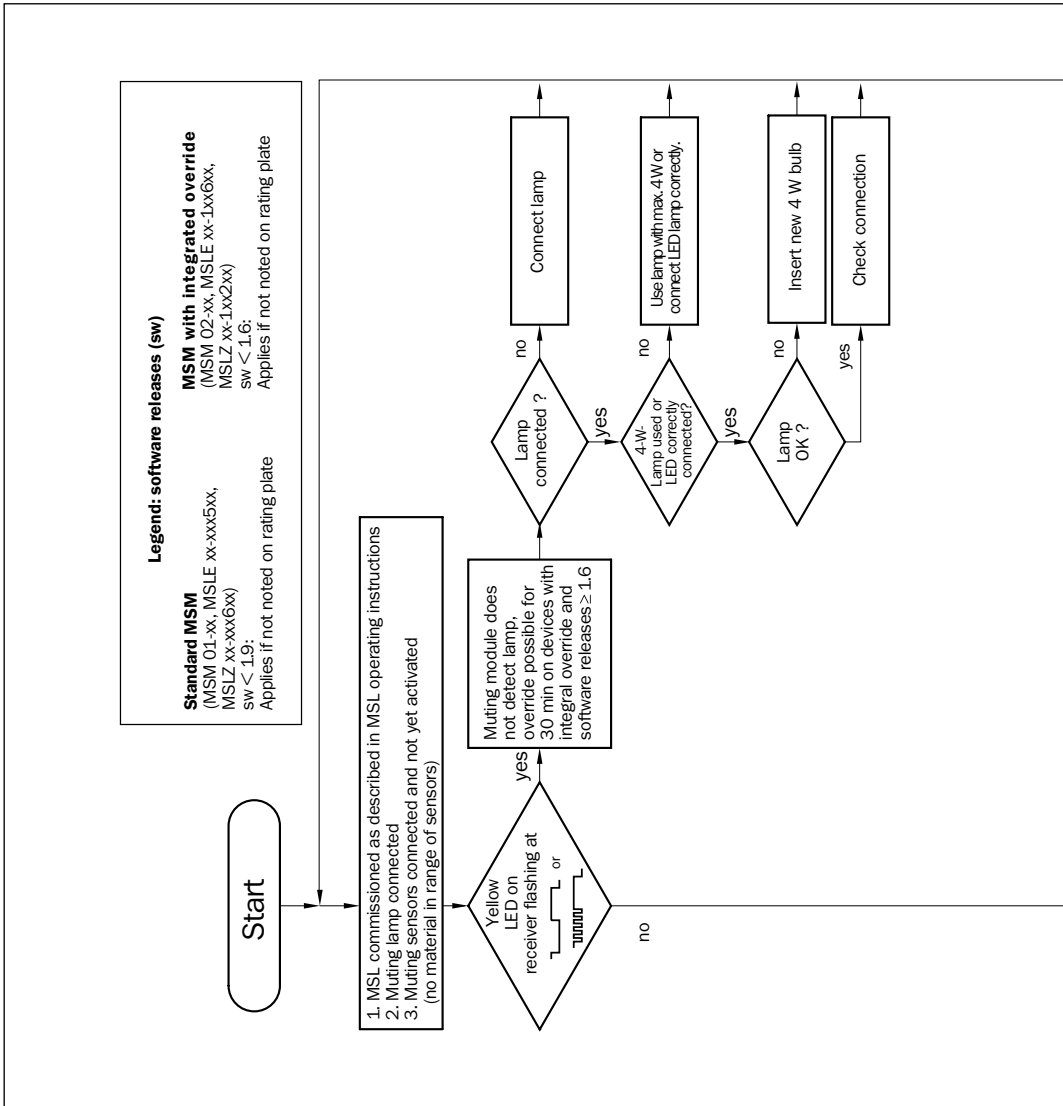 Legend: software releases (sw)
Standard MSM
(MSM 01-xx, MSLE xx-xxx5xx,
MSLZ xx-xxx6xx)
sw < 1.9:
Applies if not noted on rating plate
MSM with integrated override
(MSM 02-xx, MSLE xx-1xx6xx,
MSLZ xx-1xx2xx)
sw < 1.6:
Applies if not noted on rating plate
Start
1. MSL commissioned as described in MSL operating instructions
2. Muting lamp connected
3. Muting sensors connected and not yet activated
(no material in range of sensors)
Yellow
LED on
receiver flashing at
or
yes
no
Muting module does
not detect lamp,
override possible for
30 min on devices with
integral override and
software releases ≥ 1.6
Lamp
connected ?
no
Connect lamp
yes
4-W-
Lamp used or
LED correctly
connected?
no
Use lamp with max. 4 W or
connect LED lamp correctly.
yes
Lamp
OK ?
no
Insert new 4 W bulb
yes
Check connection